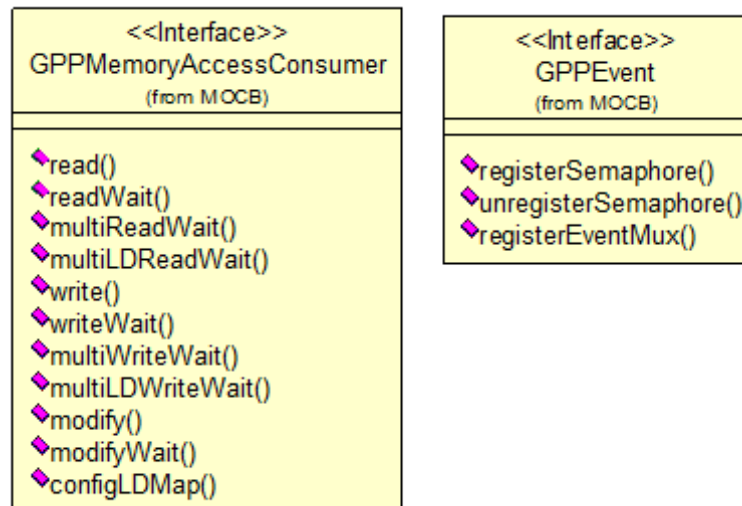 <<Interface>>
GPPMemoryAccessConsumer
(from MOCB)
read()
readWait()
multiReadWait()
multiLDReadWait()
write()
writeWait()
multiWriteWait()
multiLDWriteWait()
modify()
modifyWait()
configLDMap()
<<Interface>>
GPPEvent
(from MOCB)
registerSemaphore()
unregisterSemaphore()
registerEventMux()